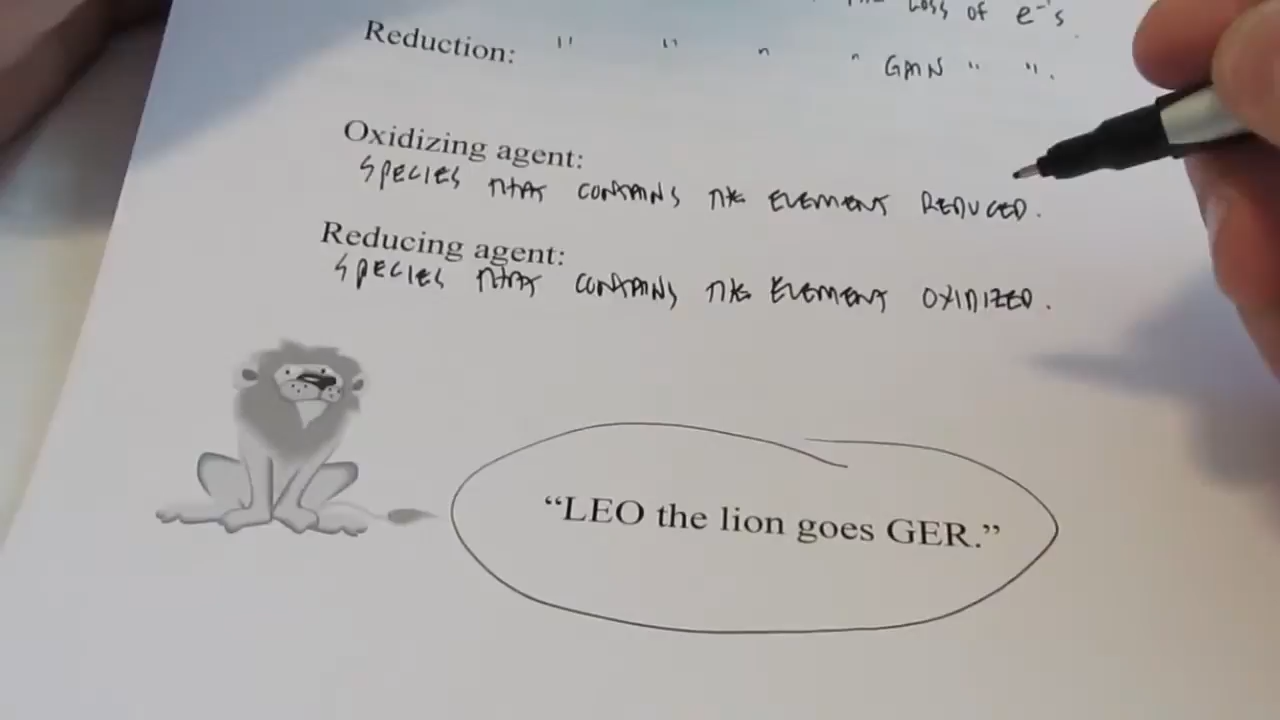 Loss of e⁻'s.
Reduction: " " " " GAIN " ".
Oxidizing agent:
SPECIES THAT CONTAINS THE ELEMENT REDUCED.
Reducing agent:
SPECIES THAT CONTAINS THE ELEMENT OXIDIZED.
“LEO the lion goes GER.”